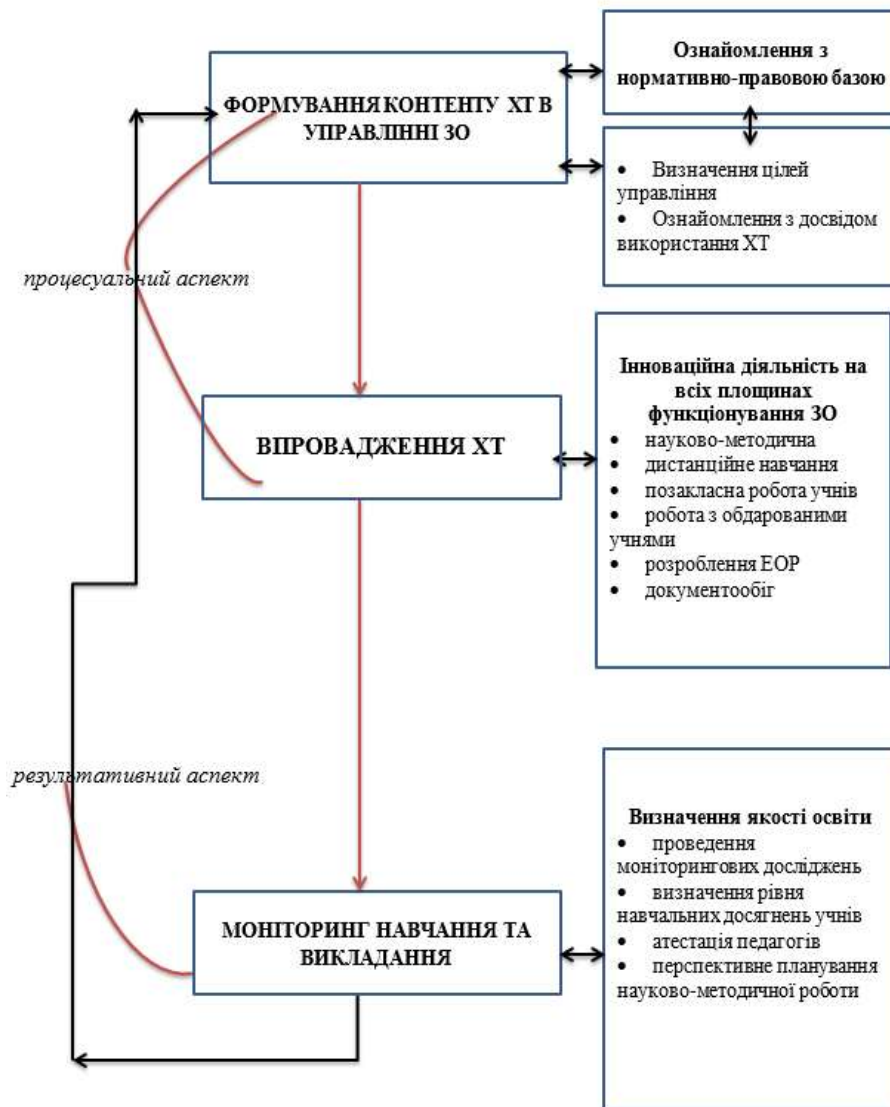 ФОРМУВАННЯ КОНТЕНТУ ХТ В
УПРАВЛІННІ ЗО
Ознайомлення з
нормативно-правовою базою
• Визначення цілей
управління
• Ознайомлення з досвідом
використання ХТ
процесуальний аспект
ВПРОВАДЖЕННЯ ХТ
Інноваційна діяльність на
всіх площинах
функціонування ЗО
• науково-методична
• дистанційне навчання
• позакласна робота учнів
• робота з обдарованими
учнями
• розроблення ЕОР
• документообіг
результативний аспект
МОНІТОРИНГ НАВЧАННЯ ТА
ВИКЛАДАННЯ
Визначення якості освіти
• проведення
моніторингових досліджень
• визначення рівня
навчальних досягнень учнів
• атестація педагогів
• перспективне планування
науково-методичної роботи